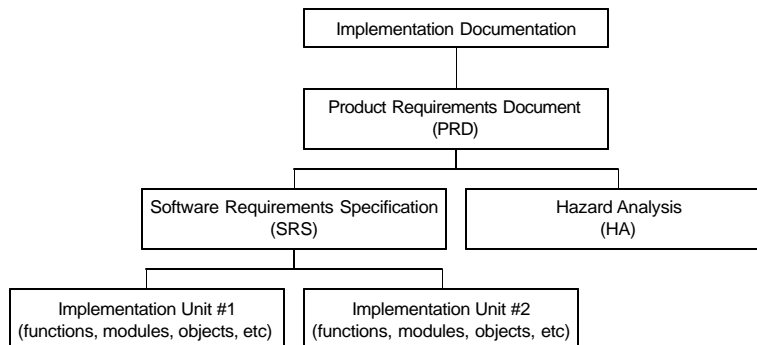 Implementation Documentation
Product Requirements Document
(PRD)
Software Requirements Specification
(SRS)
Hazard Analysis
(HA)
Implementation Unit #1
(functions, modules, objects, etc)
Implementation Unit #2
(functions, modules, objects, etc)